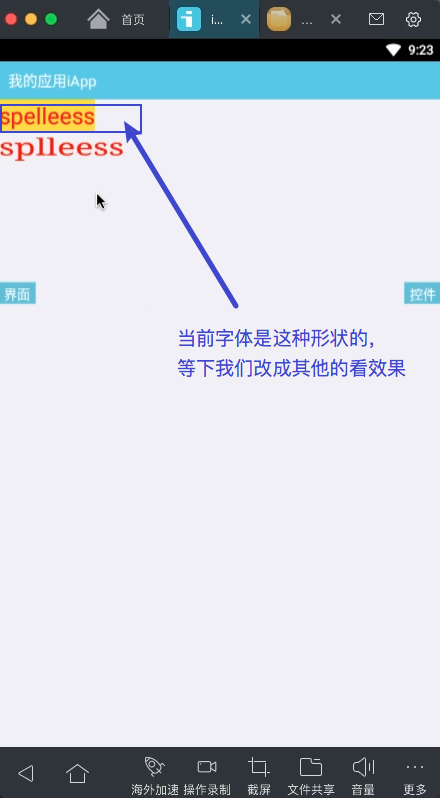 首页
i...
...
9:23
我的应用iApp
spelleess
splleess
界面
控件
当前字体是这种形状的,
等下我们改成其他的看效果
海外加速 操作录制 截屏 文件共享 音量 更多